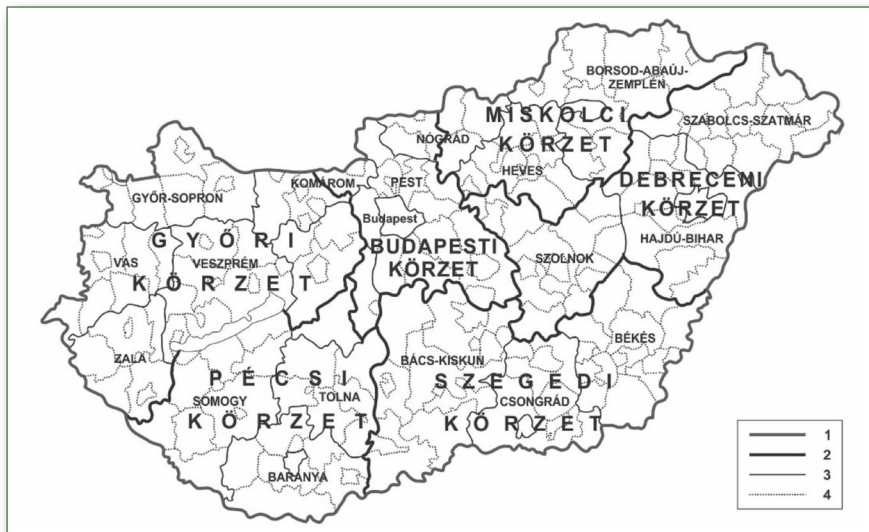 BORSOD-ABAÚJ-
ZEMPLÉN
MISKOLCI
KÖRZET
SZABOLCS-SZATMÁR
NÓGRÁD
HEVES
KOMÁROM
PEST
DEBRECENI
KÖRZET
GYŐR-SOPRON
Budapest
HAJDÚ-BIHAR
GYŐRI
KÖRZET
BUDAPESTI
KÖRZET
VAS
VESZPRÉM
SZOLNOK
BÉKÉS
ZALA
BÁCS-KISKUN
PÉCSI
KÖRZET
SZEGEDI
KÖRZET
SOMOGY
TOLNA
CSONGRÁD
BARANYA
1
2
3
4